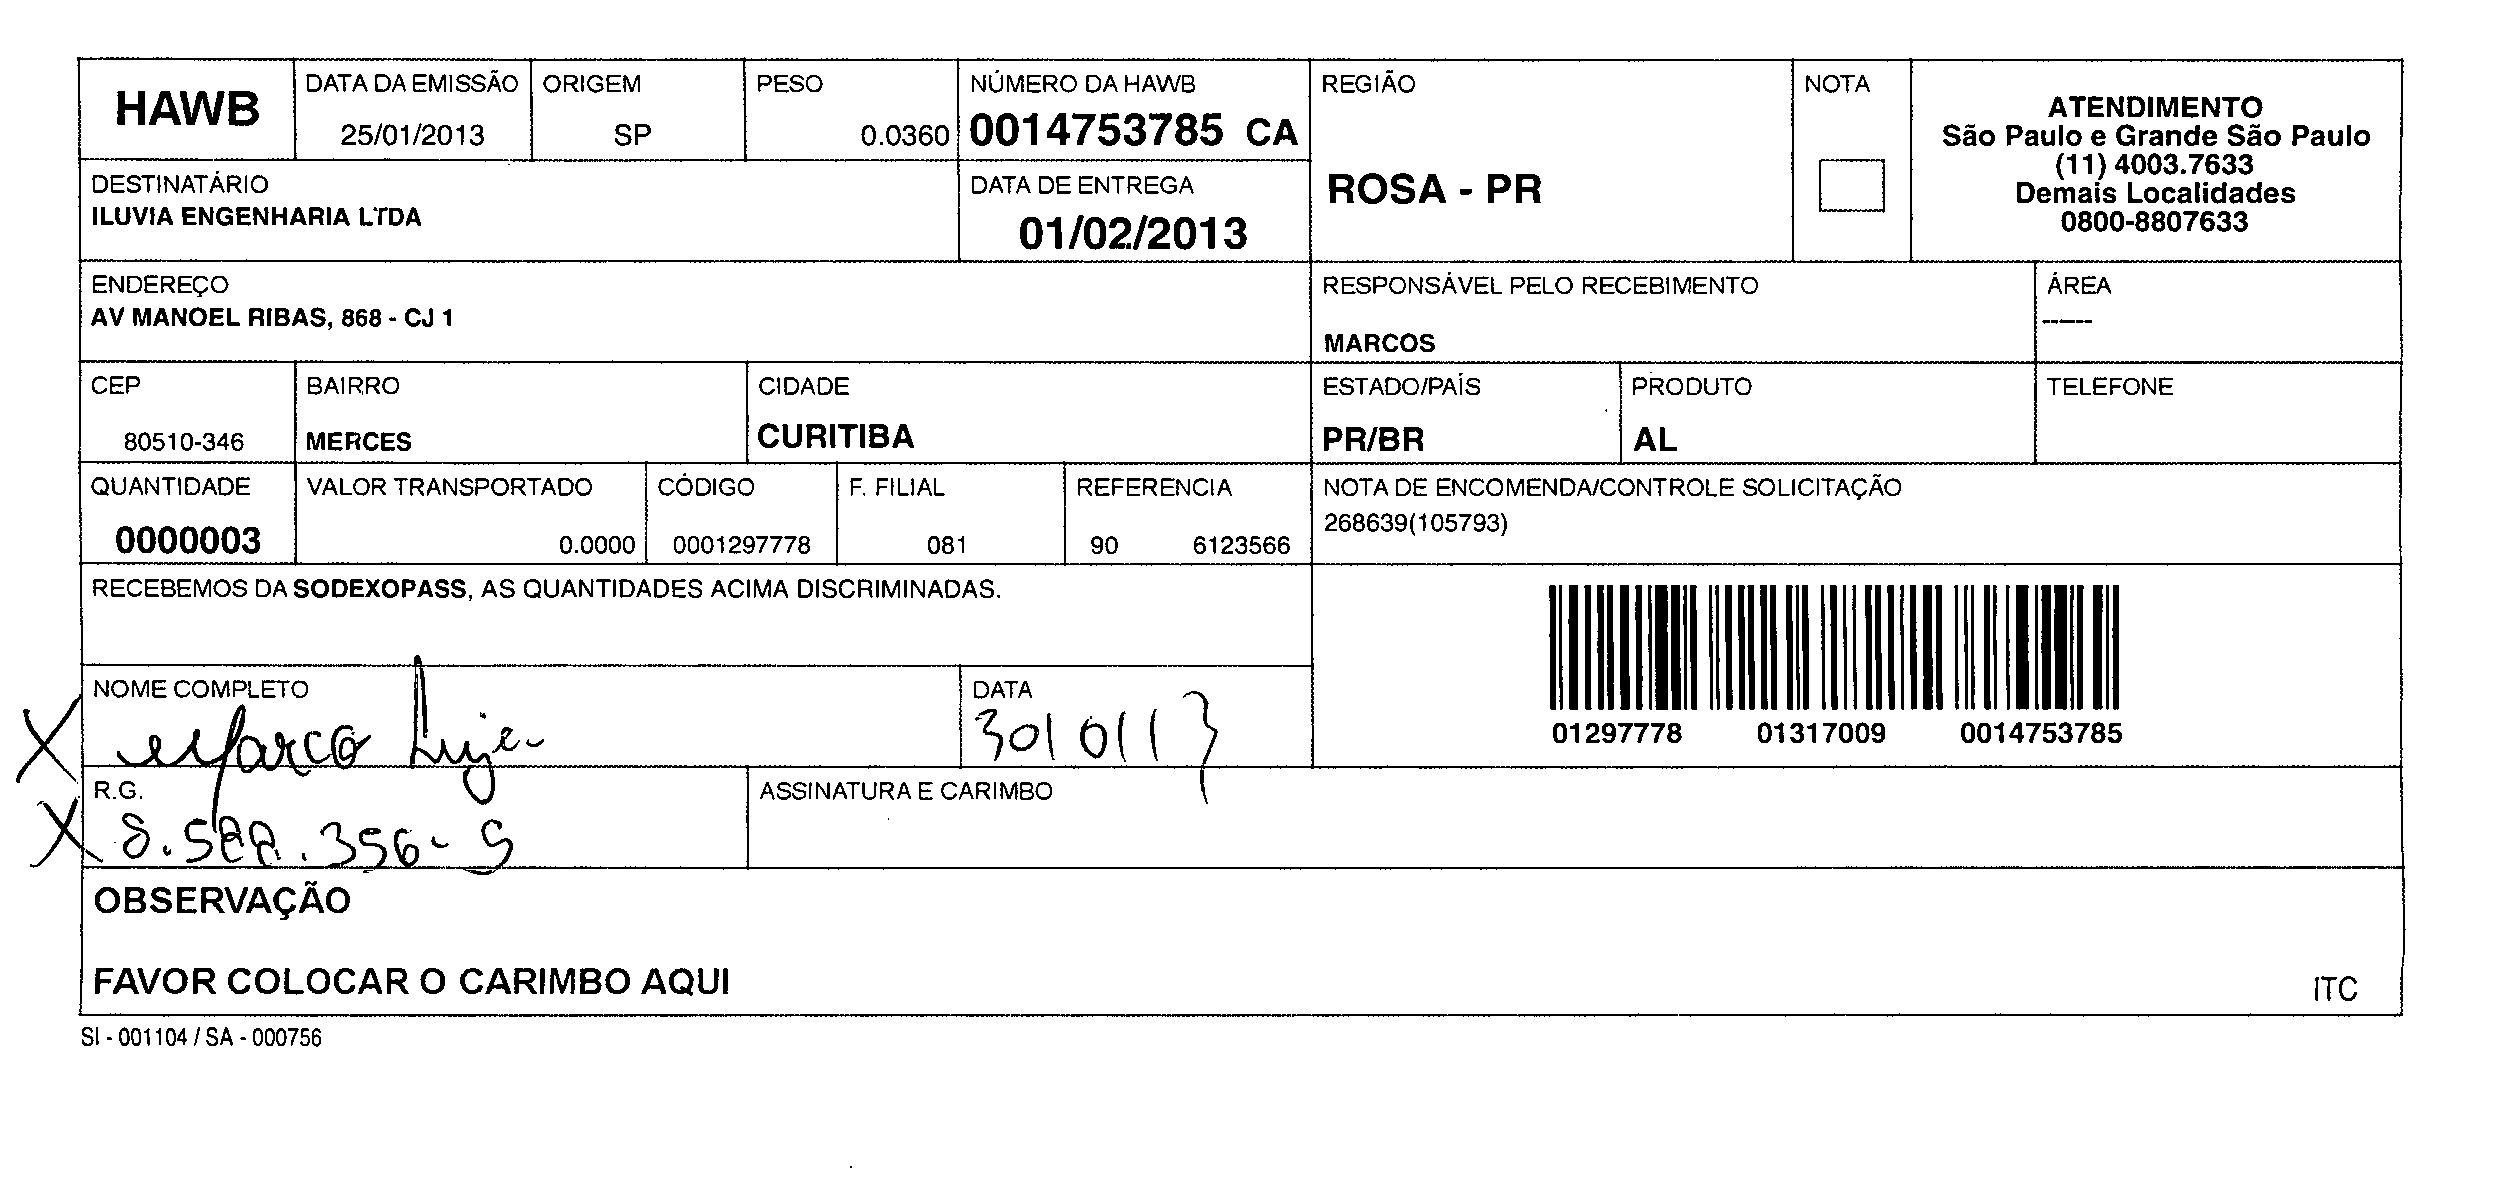 HAWB
DATA DA EMISSÃO
25/01/2013
ORIGEM
SP
PESO
0.0360
NÚMERO DA HAWB
0014753785 CA
REGIÃO
ROSA - PR
NOTA
ATENDIMENTO
São Paulo e Grande São Paulo
(11) 4003.7633
Demais Localidades
0800-8807633
DESTINATÁRIO
ILUVIA ENGENHARIA LTDA
DATA DE ENTREGA
01/02/2013
ENDEREÇO
AV MANOEL RIBAS, 868 - CJ 1
RESPONSÁVEL PELO RECEBIMENTO
MARCOS
ÁREA
------
CEP
80510-346
BAIRRO
MERCES
CIDADE
CURITIBA
ESTADO/PAÍS
PR/BR
PRODUTO
AL
TELEFONE
QUANTIDADE
0000003
VALOR TRANSPORTADO
0.0000
CÓDIGO
0001297778
F. FILIAL
081
REFERENCIA
90 6123566
NOTA DE ENCOMENDA/CONTROLE SOLICITAÇÃO
268639(105793)
RECEBEMOS DA SODEXOPASS, AS QUANTIDADES ACIMA DISCRIMINADAS.
01297778 01317009 0014753785
NOME COMPLETO
X Marco
DATA
30/01/13
R.G.
X 8.522.356-9
ASSINATURA E CARIMBO
OBSERVAÇÃO
FAVOR COLOCAR O CARIMBO AQUI
ITC
SI - 001104 / SA - 000756